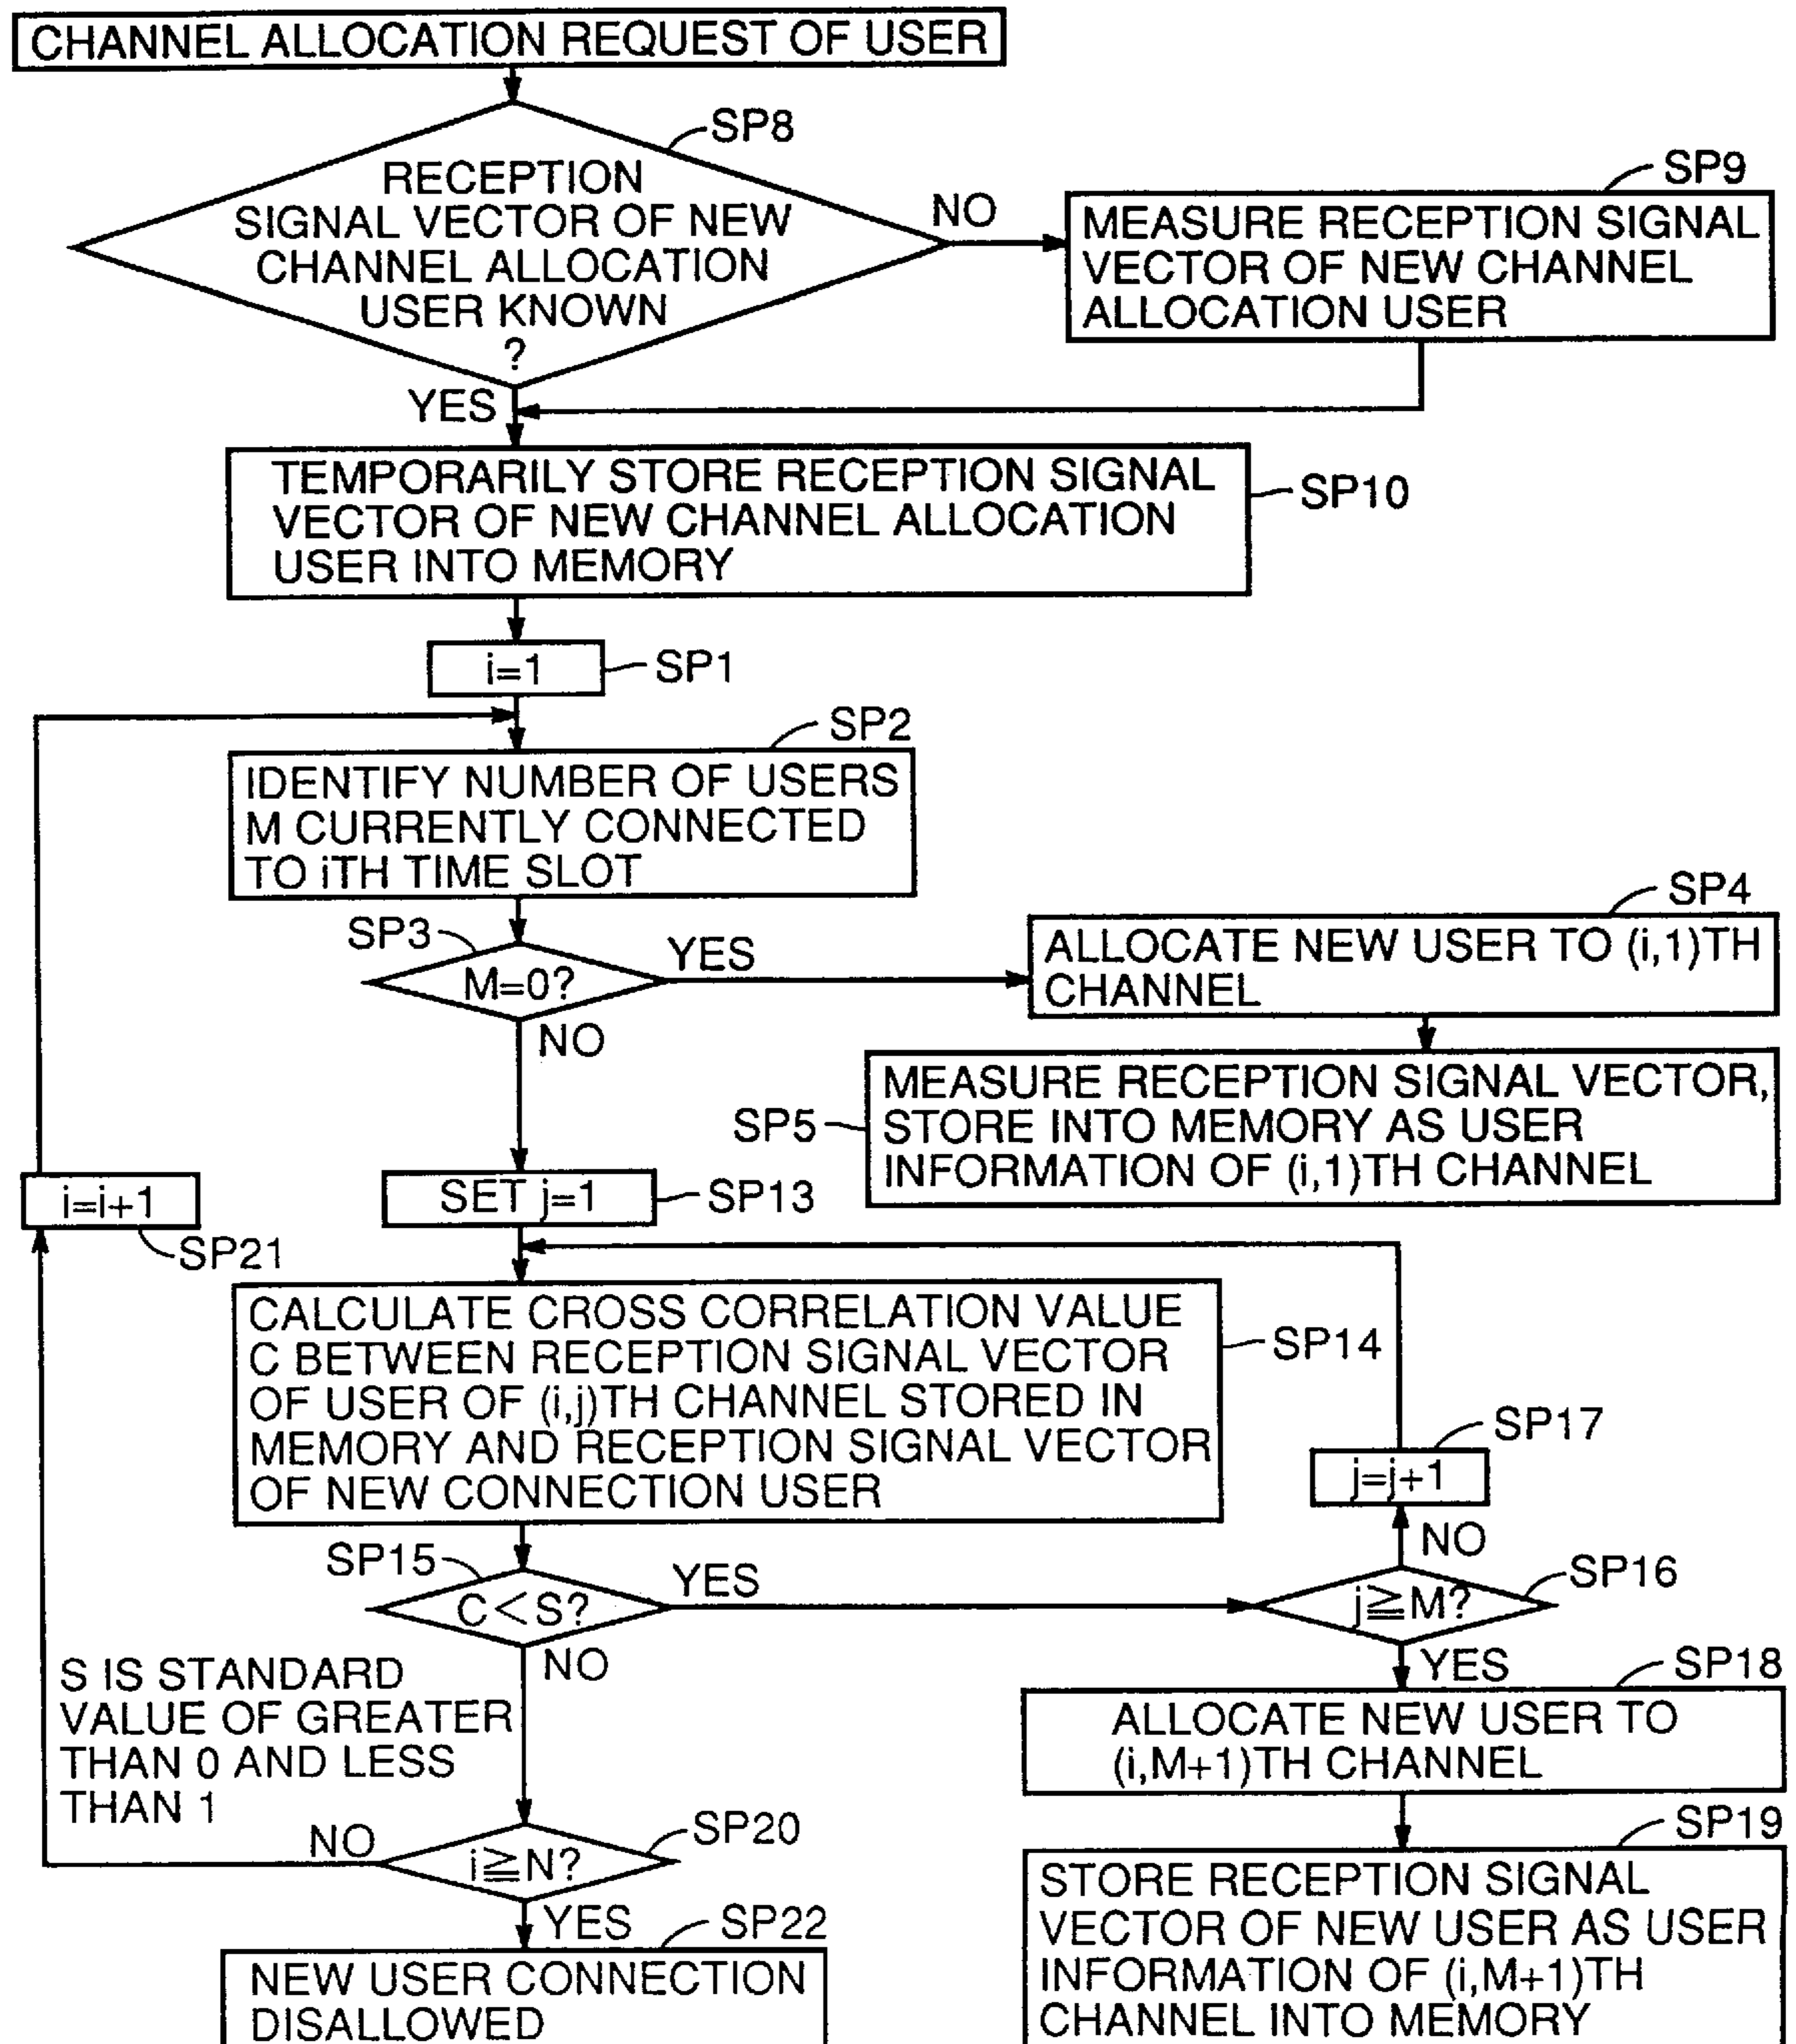 CHANNEL ALLOCATION REQUEST OF USER
SP8
RECEPTION
SIGNAL VECTOR OF NEW
CHANNEL ALLOCATION
USER KNOWN
?
NO
SP9
MEASURE RECEPTION SIGNAL
VECTOR OF NEW CHANNEL
ALLOCATION USER
YES
TEMPORARILY STORE RECEPTION SIGNAL
VECTOR OF NEW CHANNEL ALLOCATION
USER INTO MEMORY
SP10
i=1
SP1
SP2
IDENTIFY NUMBER OF USERS
M CURRENTLY CONNECTED
TO iTH TIME SLOT
SP3
M=0?
YES
NO
SP4
ALLOCATE NEW USER TO (i,1)TH
CHANNEL
SP5
MEASURE RECEPTION SIGNAL VECTOR,
STORE INTO MEMORY AS USER
INFORMATION OF (i,1)TH CHANNEL
i=i+1
SP21
SET j=1
SP13
CALCULATE CROSS CORRELATION VALUE
C BETWEEN RECEPTION SIGNAL VECTOR
OF USER OF (i,j)TH CHANNEL STORED IN
MEMORY AND RECEPTION SIGNAL VECTOR
OF NEW CONNECTION USER
SP14
SP17
j=j+1
NO
SP15
C<S?
YES
NO
SP16
j≧M?
YES
S IS STANDARD
VALUE OF GREATER
THAN 0 AND LESS
THAN 1
SP18
ALLOCATE NEW USER TO
(i,M+1)TH CHANNEL
NO
SP20
i≧N?
YES
SP19
STORE RECEPTION SIGNAL
VECTOR OF NEW USER AS USER
INFORMATION OF (i,M+1)TH
CHANNEL INTO MEMORY
SP22
NEW USER CONNECTION
DISALLOWED